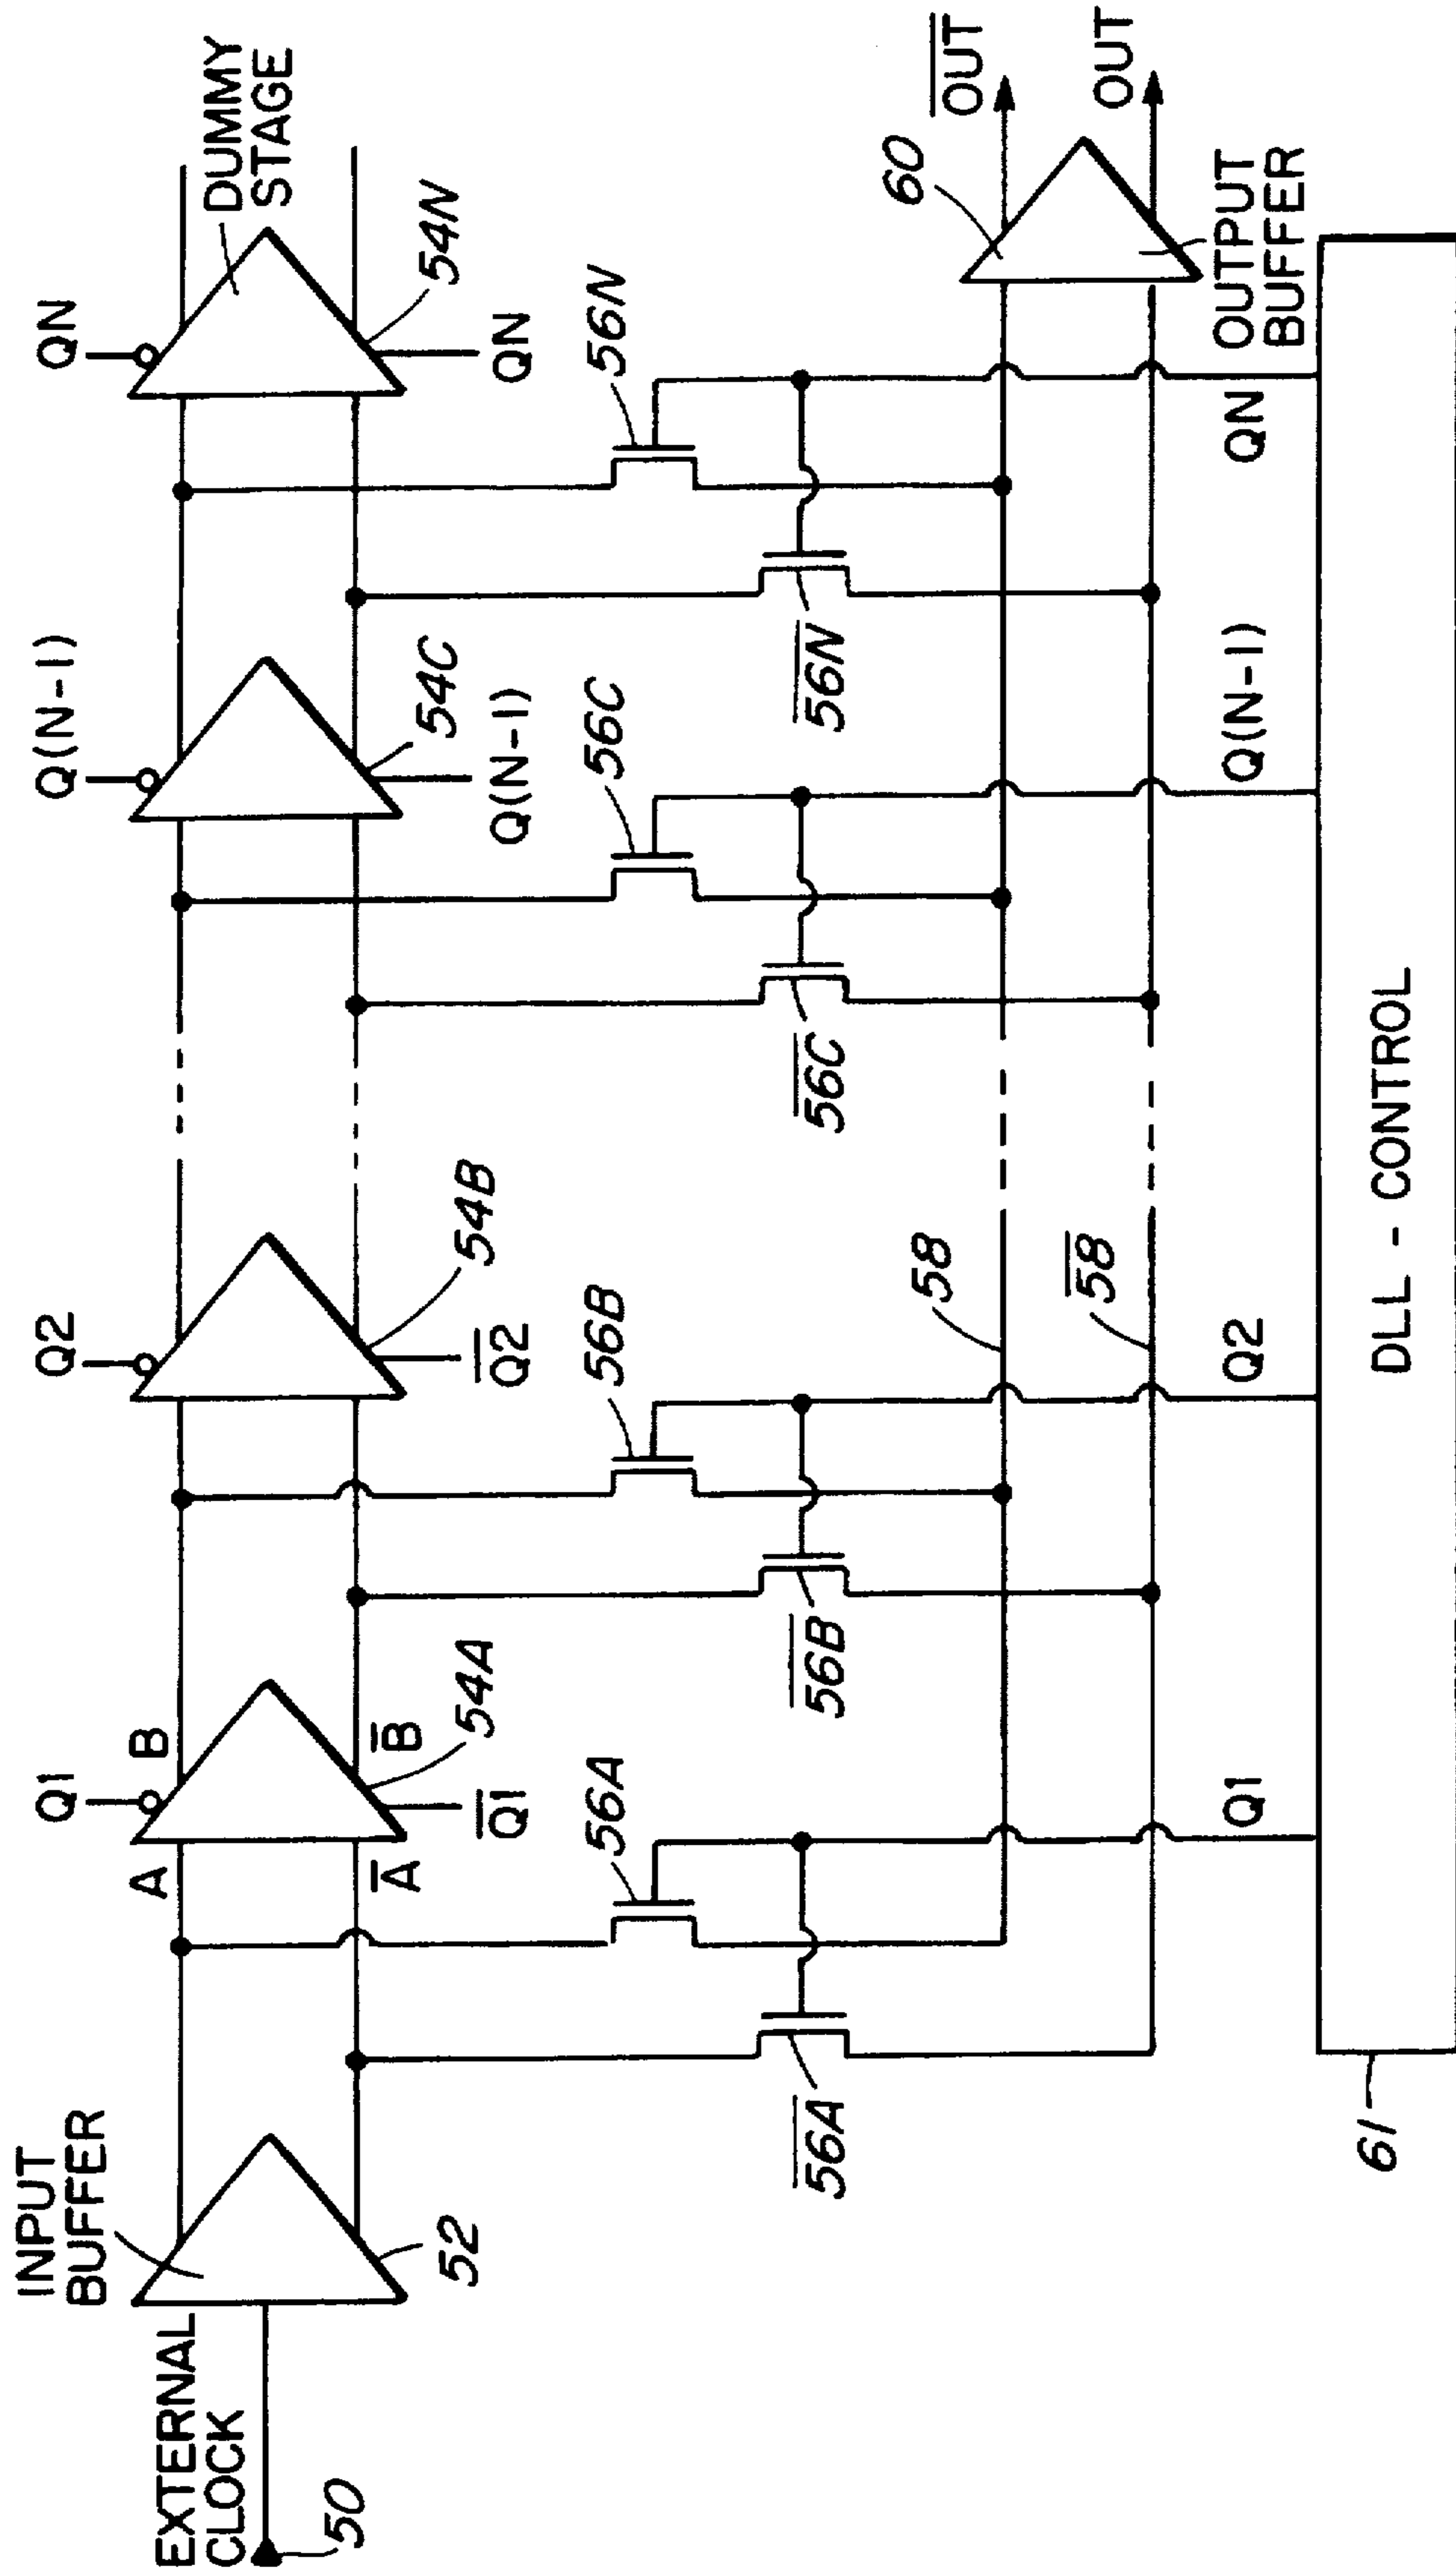 EXTERNAL
CLOCK
50
INPUT
BUFFER
52
A
A̅
Q1
B
B̅
Q̅1̅
54A
Q2
Q̅2̅
54B
Q(N-1)
Q(N-1)
54C
QN
QN
54N
DUMMY
STAGE
56A
5̅6̅A̅
56B
5̅6̅B̅
56C
5̅6̅C̅
56N
5̅6̅N̅
58
5̅8̅
60
O̅U̅T̅
OUT
OUTPUT
BUFFER
Q1
Q2
Q(N-1)
QN
DLL - CONTROL
61